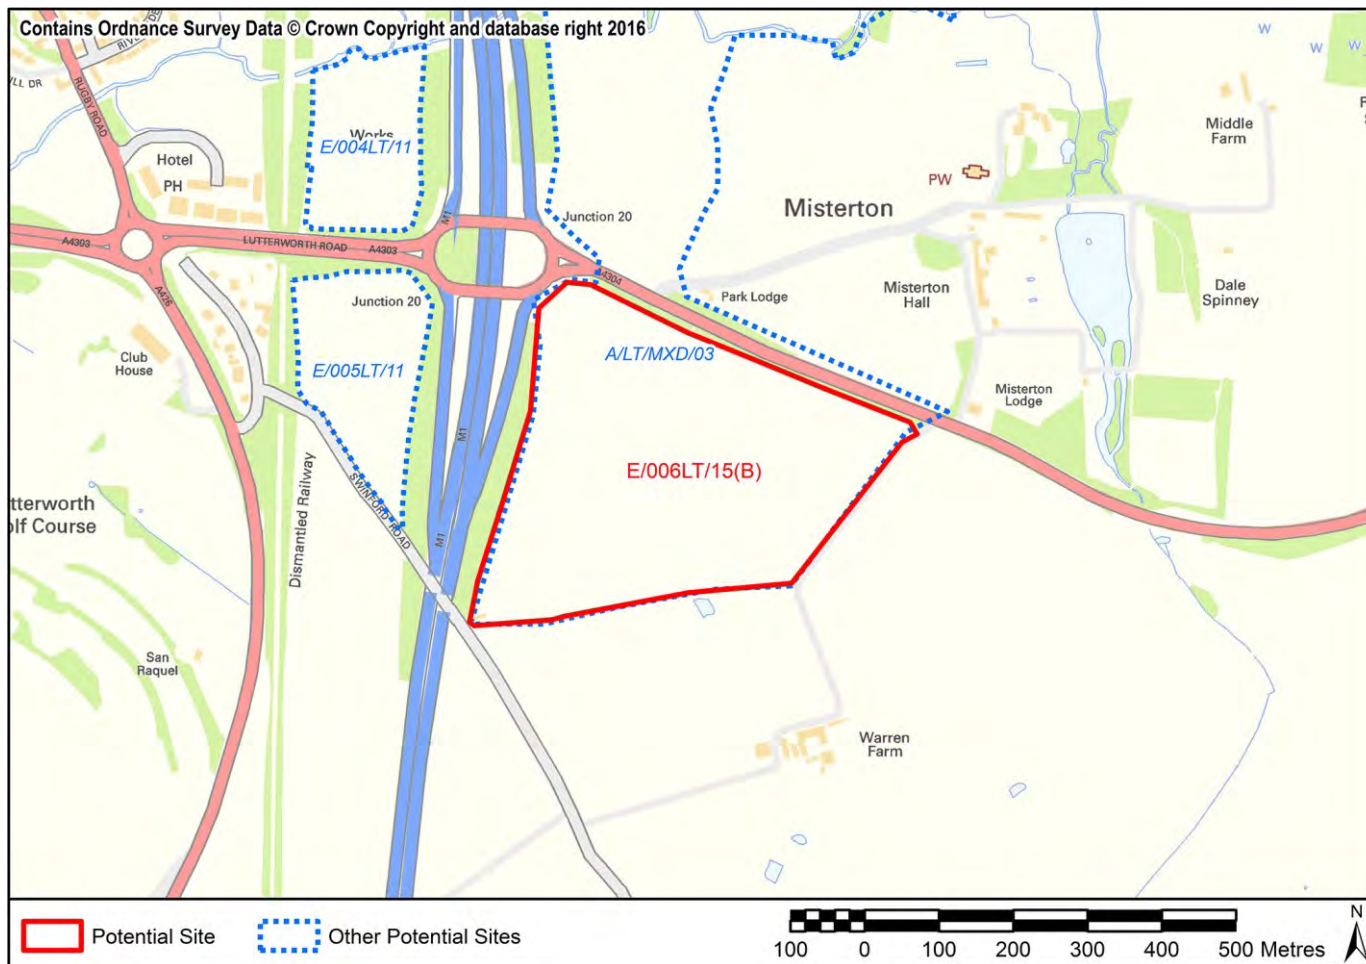 Contains Ordnance Survey Data © Crown Copyright and database right 2016
ILL DR
RUGBY ROAD
Works
E/004LT/11
Hotel
PH
M1
Junction 20
A4303
LUTTERWORTH ROAD
A4303
A4304
A426
Junction 20
Club
House
E/005LT/11
M1
M1
SWINFORD ROAD
Dismantled Railway
tterworth
olf Course
San
Raquel
A/LT/MXD/03
E/006LT/15(B)
Park Lodge
Misterton
PW
Misterton
Hall
Misterton
Lodge
Middle
Farm
Dale
Spinney
W
W
W
Warren
Farm
Potential Site
Other Potential Sites
100 0 100 200 300 400 500 Metres
N